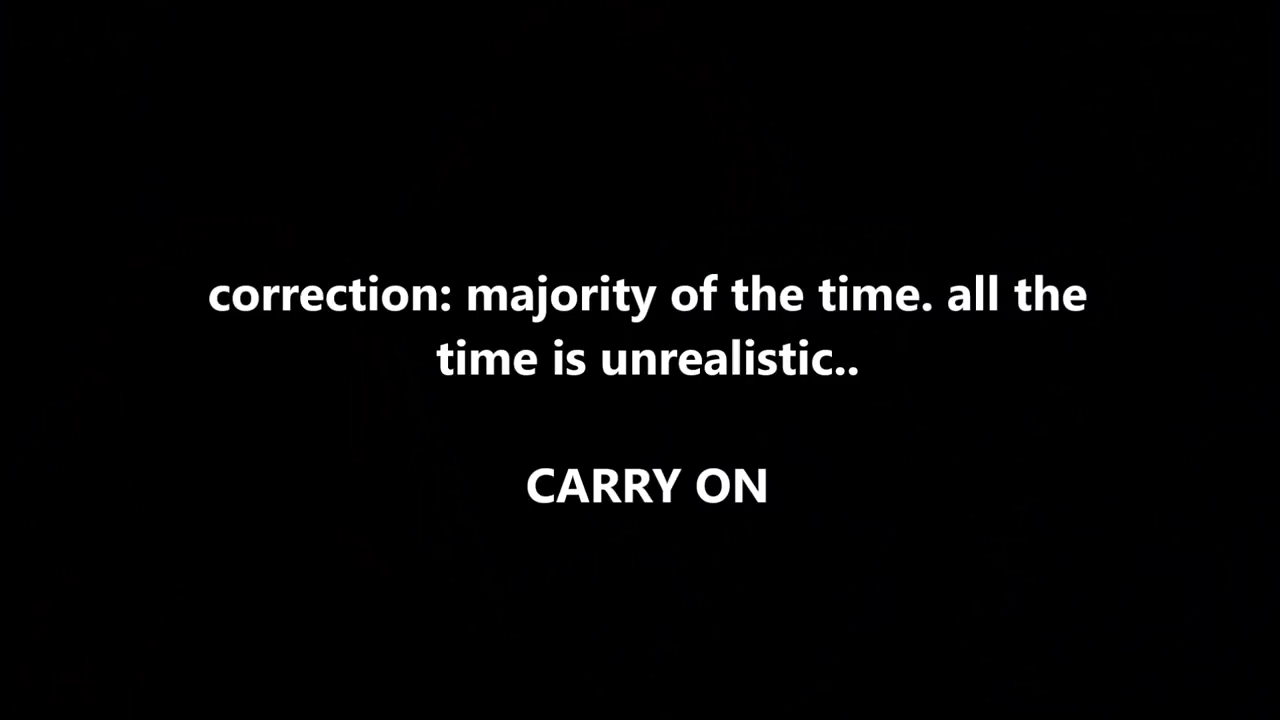 correction: majority of the time. all the
time is unrealistic..
CARRY ON